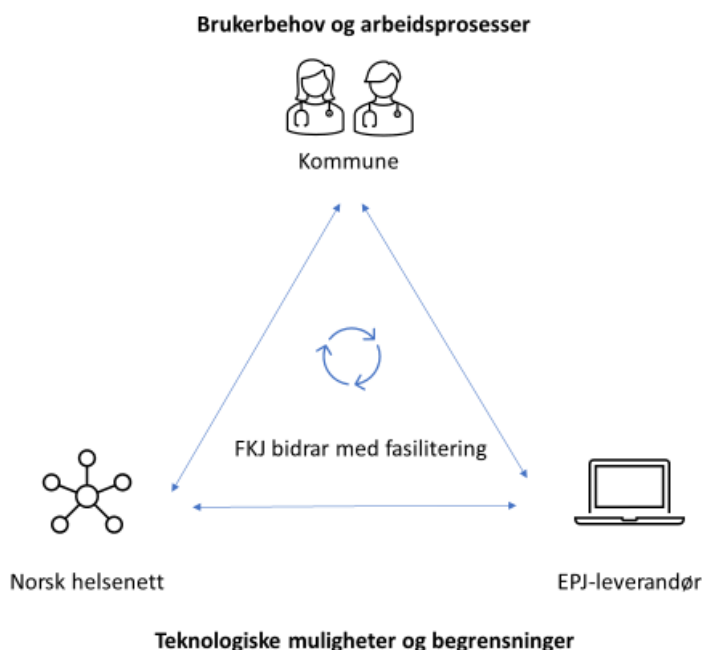 Brukerbehov og arbeidsprosesser
Kommune
FKJ bidrar med fasilitering
Norsk helsenett
EPJ-leverandør
Teknologiske muligheter og begrensninger